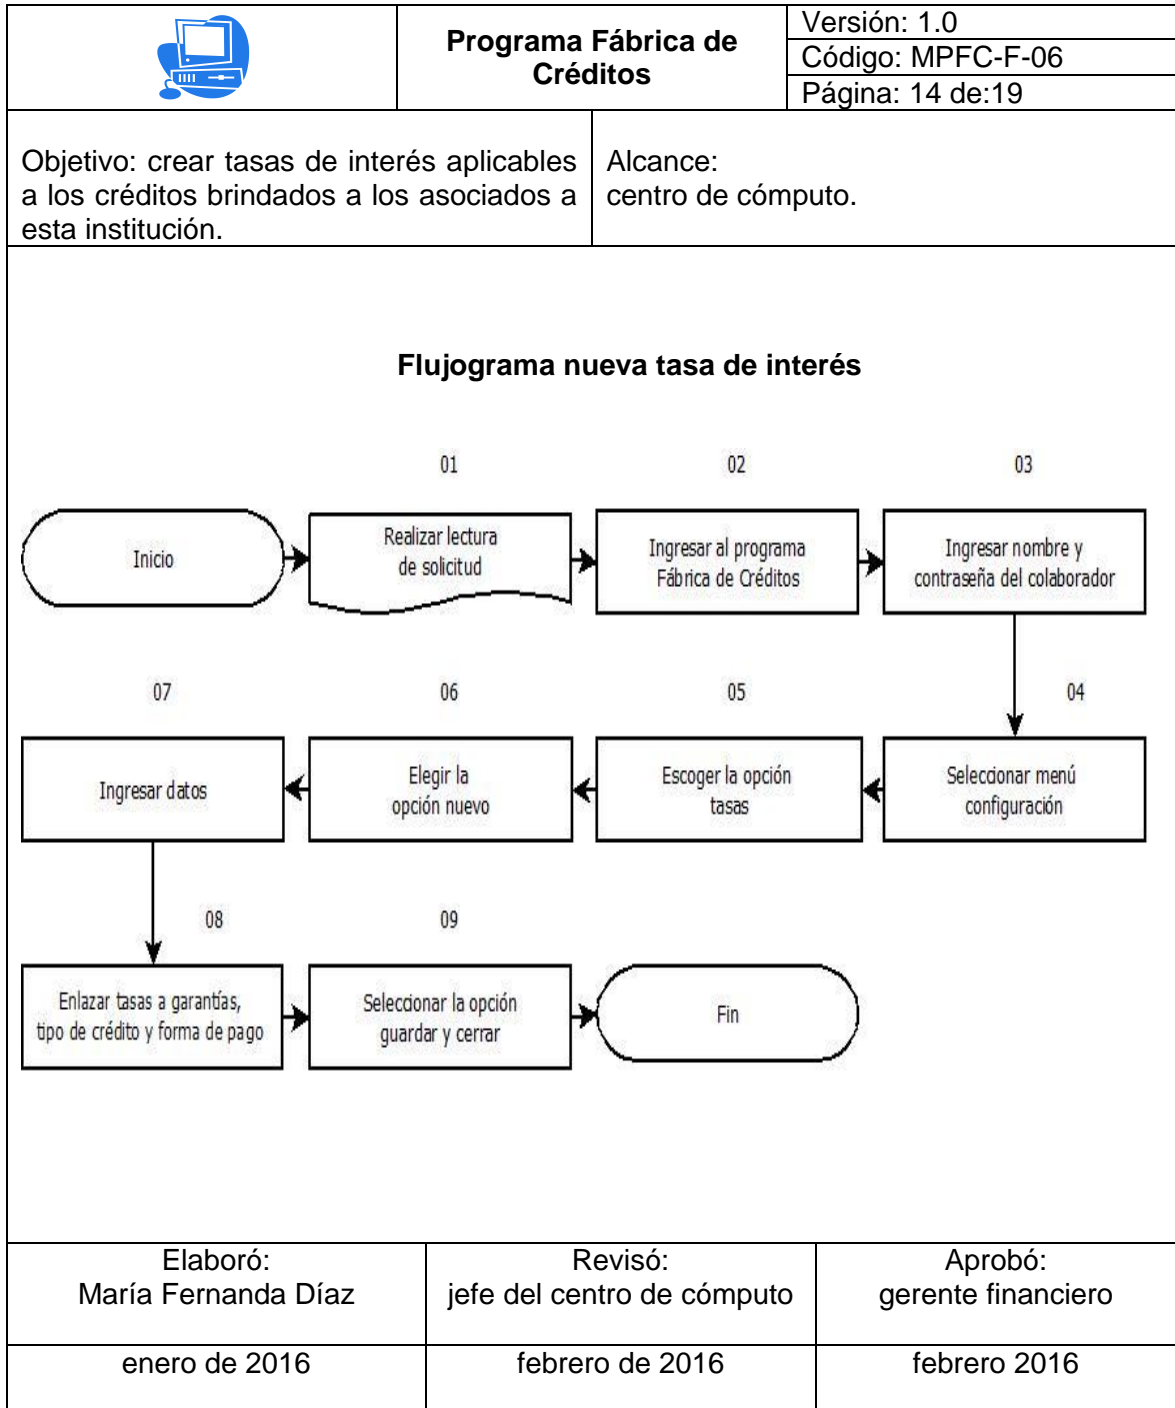 Programa Fábrica de
Créditos
Versión: 1.0
Código: MPFC-F-06
Página: 14 de:19
Objetivo: crear tasas de interés aplicables
a los créditos brindados a los asociados a
esta institución.
Alcance:
centro de cómputo.
Flujograma nueva tasa de interés
01
02
03
Inicio
Realizar lectura
de solicitud
Ingresar al programa
Fábrica de Créditos
Ingresar nombre y
contraseña del colaborador
04
Seleccionar menú
configuración
05
Escoger la opción
tasas
06
Elegir la
opción nuevo
07
Ingresar datos
08
Enlazar tasas a garantías,
tipo de crédito y forma de pago
09
Seleccionar la opción
guardar y cerrar
Fin
Elaboró:
María Fernanda Díaz
Revisó:
jefe del centro de cómputo
Aprobó:
gerente financiero
enero de 2016
febrero de 2016
febrero 2016